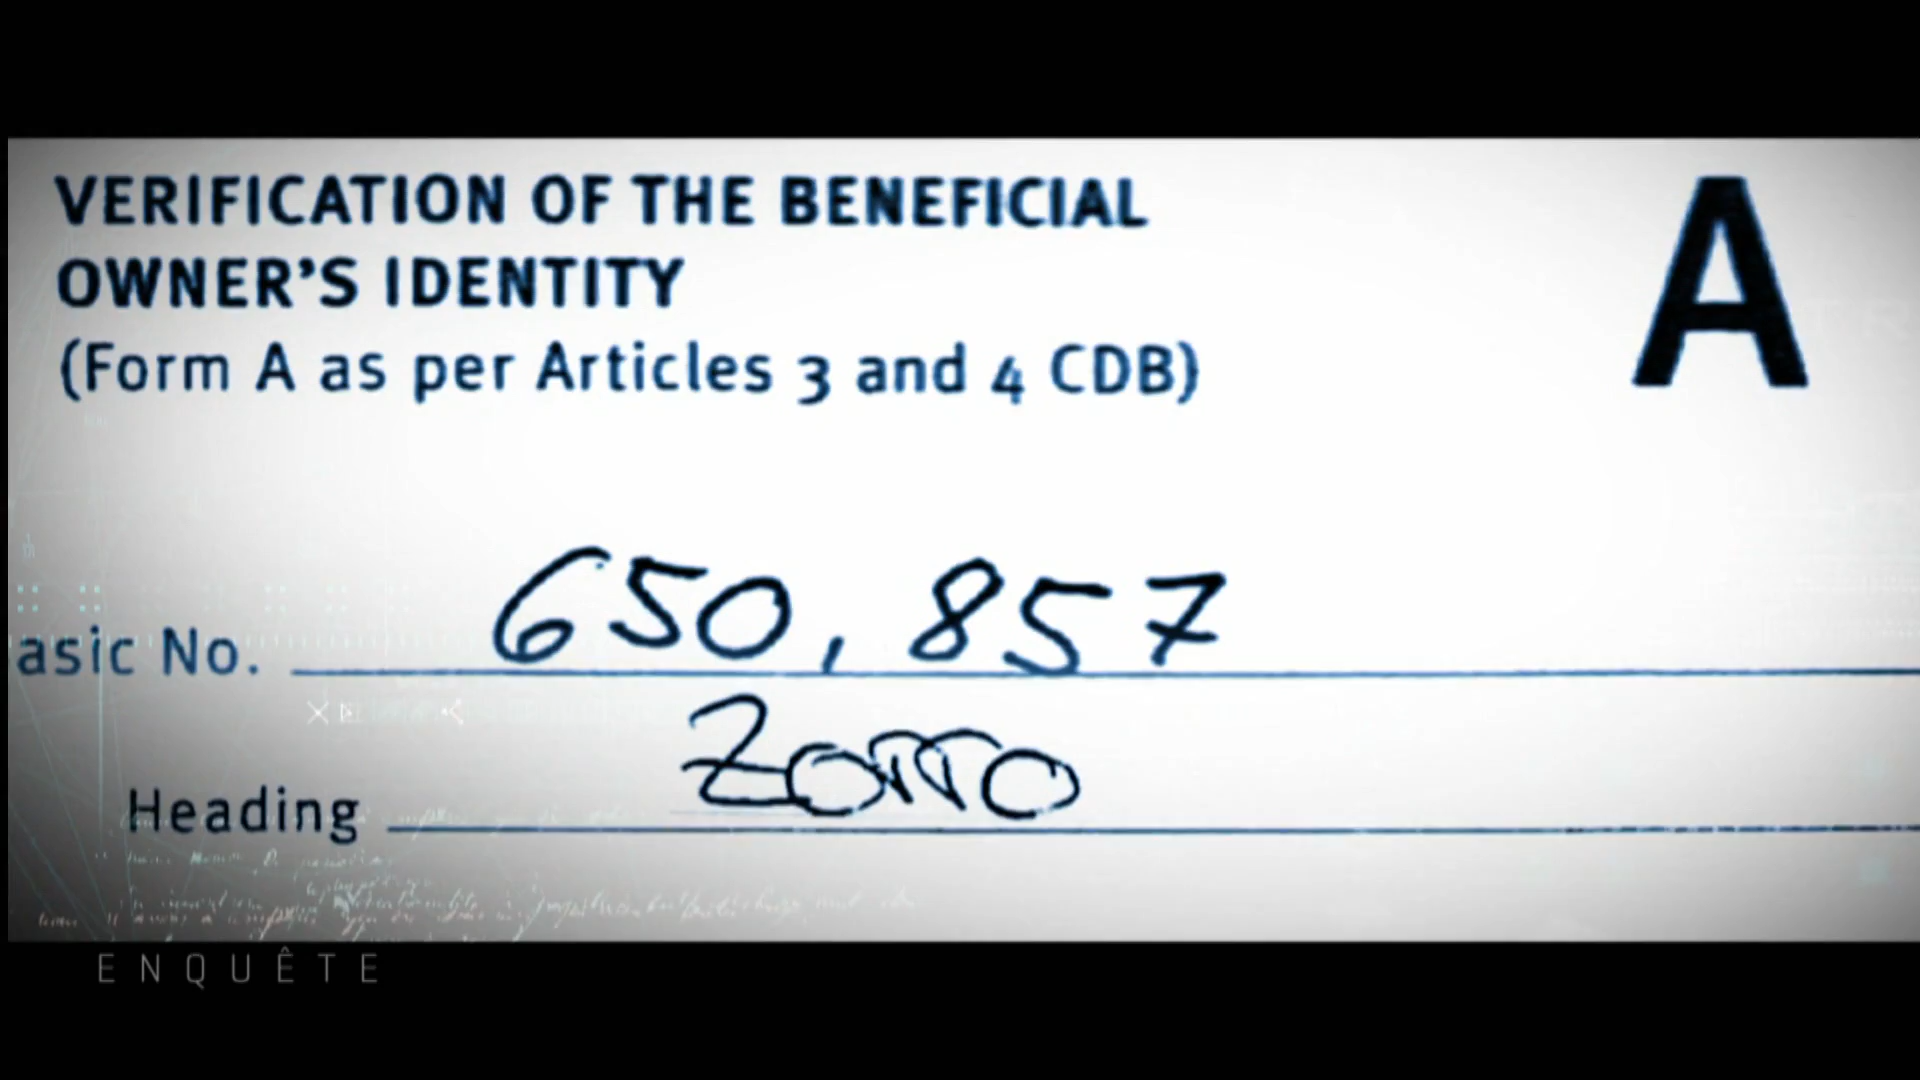 VERIFICATION OF THE BENEFICIAL
OWNER'S IDENTITY
(Form A as per Articles 3 and 4 CDB)
A
asic No. 650,857
Heading Zorro
ENQUÊTE